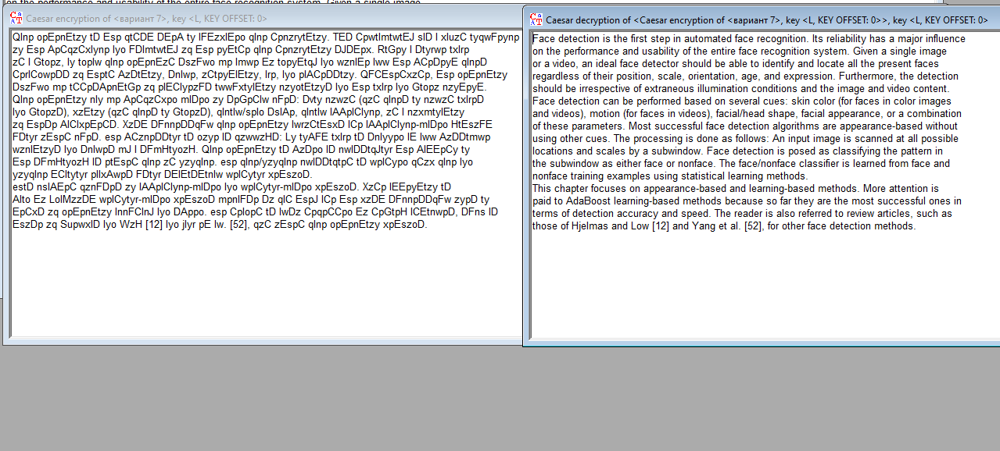 on the performance and usability of the entire face recognition system. Given a single image
Caesar encryption of <вариант 7>, key <L, KEY OFFSET: 0>
Qlnp opEpnEtzy tD Esp qtCDE DEpA ty lFEzxlEpo qlnp CpnzrytEtzy. TED CpwtlmtwtEJ slD l xluzC tyqwFpynp
zy Esp ApCqzCxlynp lyo FDlmtwtEJ zq Esp pyEtCp qlnp CpnzrytEtzy DJDEpx. RtGpy l Dtyrwp txlrp
zC l Gtopz, ly toplw qlnp opEpnEzC DszFwo mp lmwp Ez topyEtqJ lyo wznlEp lww Esp ACpDpyE qlnpD
CprlCowpDD zq EsptC AzDtEtzy, Dnlwp, zCtpyElEtzy, lrp, lyo pIACpDDtzy. QFCEspCxzCp, Esp opEpnEtzy
DszFwo mp tCCpDApnEtGp zq pIEClypzFD twwFxtylEtzy nzyotEtzyD lyo Esp txlrp lyo Gtopz nzyEpyE.
Qlnp opEpnEtzy nly mp ApCqzCxpo mlDpo zy DpGpClw nFpD: Dvty nzwzC (qzC qlnpD ty nzwzC txlrpD
lyo GtopzD), xzEtzy (qzC qlnpD ty GtopzD), qlntlw/splo DslAp, qlntlw lAAplClynp, zC l nzxmtylEtzy
zq EspDp AlClxpEpCD. XzDE DFnnpDDqFw qlnp opEpnEtzy lwrzCtEsxD lCp lAAplClynp-mlDpo HtEszFE
FDtyr zEspC nFpD. esp ACznpDDtyr tD ozyp lD qzwwzHD: Ly tyAFE txlrp tD Dnlyypo lE lww AzDDtmwp
wznlEtzyD lyo DnlwpD mJ l DFmHtyozH. Qlnp opEpnEtzy tD AzDpo lD nwlDDtqJtyr Esp AlEEpCy ty
Esp DFmHtyozH lD ptEspC qlnp zC yzyqlnp. esp qlnp/yzyqlnp nwlDDtqtpC tD wplCypo qCzx qlnp lyo
yzyqlnp ECltytyr pIlxAwpD FDtyr DElEtDEtnlw wplCytyr xpEszoD.
estD nslAEpC qznFDpD zy lAAplClynp-mlDpo lyo wplCytyr-mlDpo xpEszoD. XzCp lEEpyEtzy tD
Alto Ez LolMzzDE wplCytyr-mlDpo xpEszoD mpnlFDp Dz qlC EspJ lCp Esp xzDE DFnnpDDqFw zypD ty
EpCxD zq opEpnEtzy lnnFClnJ lyo DAppo. esp CplopC tD lwDz CpqpCCpo Ez CpGtpH lCEtnwpD, DFns lD
EszDp zq SupwxlD lyo WzH [12] lyo jlyr pE lw. [52], qzC zEspC qlnp opEpnEtzy xpEszoD.
Caesar decryption of <Caesar encryption of <вариант 7>, key <L, KEY OFFSET: 0>>, key <L, KEY OFFSET: 0>
Face detection is the first step in automated face recognition. Its reliability has a major influence
on the performance and usability of the entire face recognition system. Given a single image
or a video, an ideal face detector should be able to identify and locate all the present faces
regardless of their position, scale, orientation, age, and expression. Furthermore, the detection
should be irrespective of extraneous illumination conditions and the image and video content.
Face detection can be performed based on several cues: skin color (for faces in color images
and videos), motion (for faces in videos), facial/head shape, facial appearance, or a combination
of these parameters. Most successful face detection algorithms are appearance-based without
using other cues. The processing is done as follows: An input image is scanned at all possible
locations and scales by a subwindow. Face detection is posed as classifying the pattern in
the subwindow as either face or nonface. The face/nonface classifier is learned from face and
nonface training examples using statistical learning methods.
This chapter focuses on appearance-based and learning-based methods. More attention is
paid to AdaBoost learning-based methods because so far they are the most successful ones in
terms of detection accuracy and speed. The reader is also referred to review articles, such as
those of Hjelmas and Low [12] and Yang et al. [52], for other face detection methods.